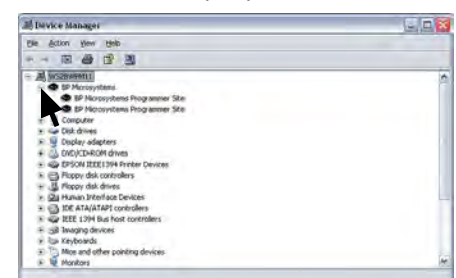 Device Manager
File Action View Help
BP Microsystems
BP Microsystems Programmer Site
BP Microsystems Programmer Site
Computer
Disk drives
Display adapters
DVD/CD-ROM drives
EPSON IEEE1394 Printer Devices
Floppy disk controllers
Floppy disk drives
Human Interface Devices
IDE ATA/ATAPI controllers
IEEE 1394 Bus host controllers
Imaging devices
Keyboards
Mice and other pointing devices
Monitors